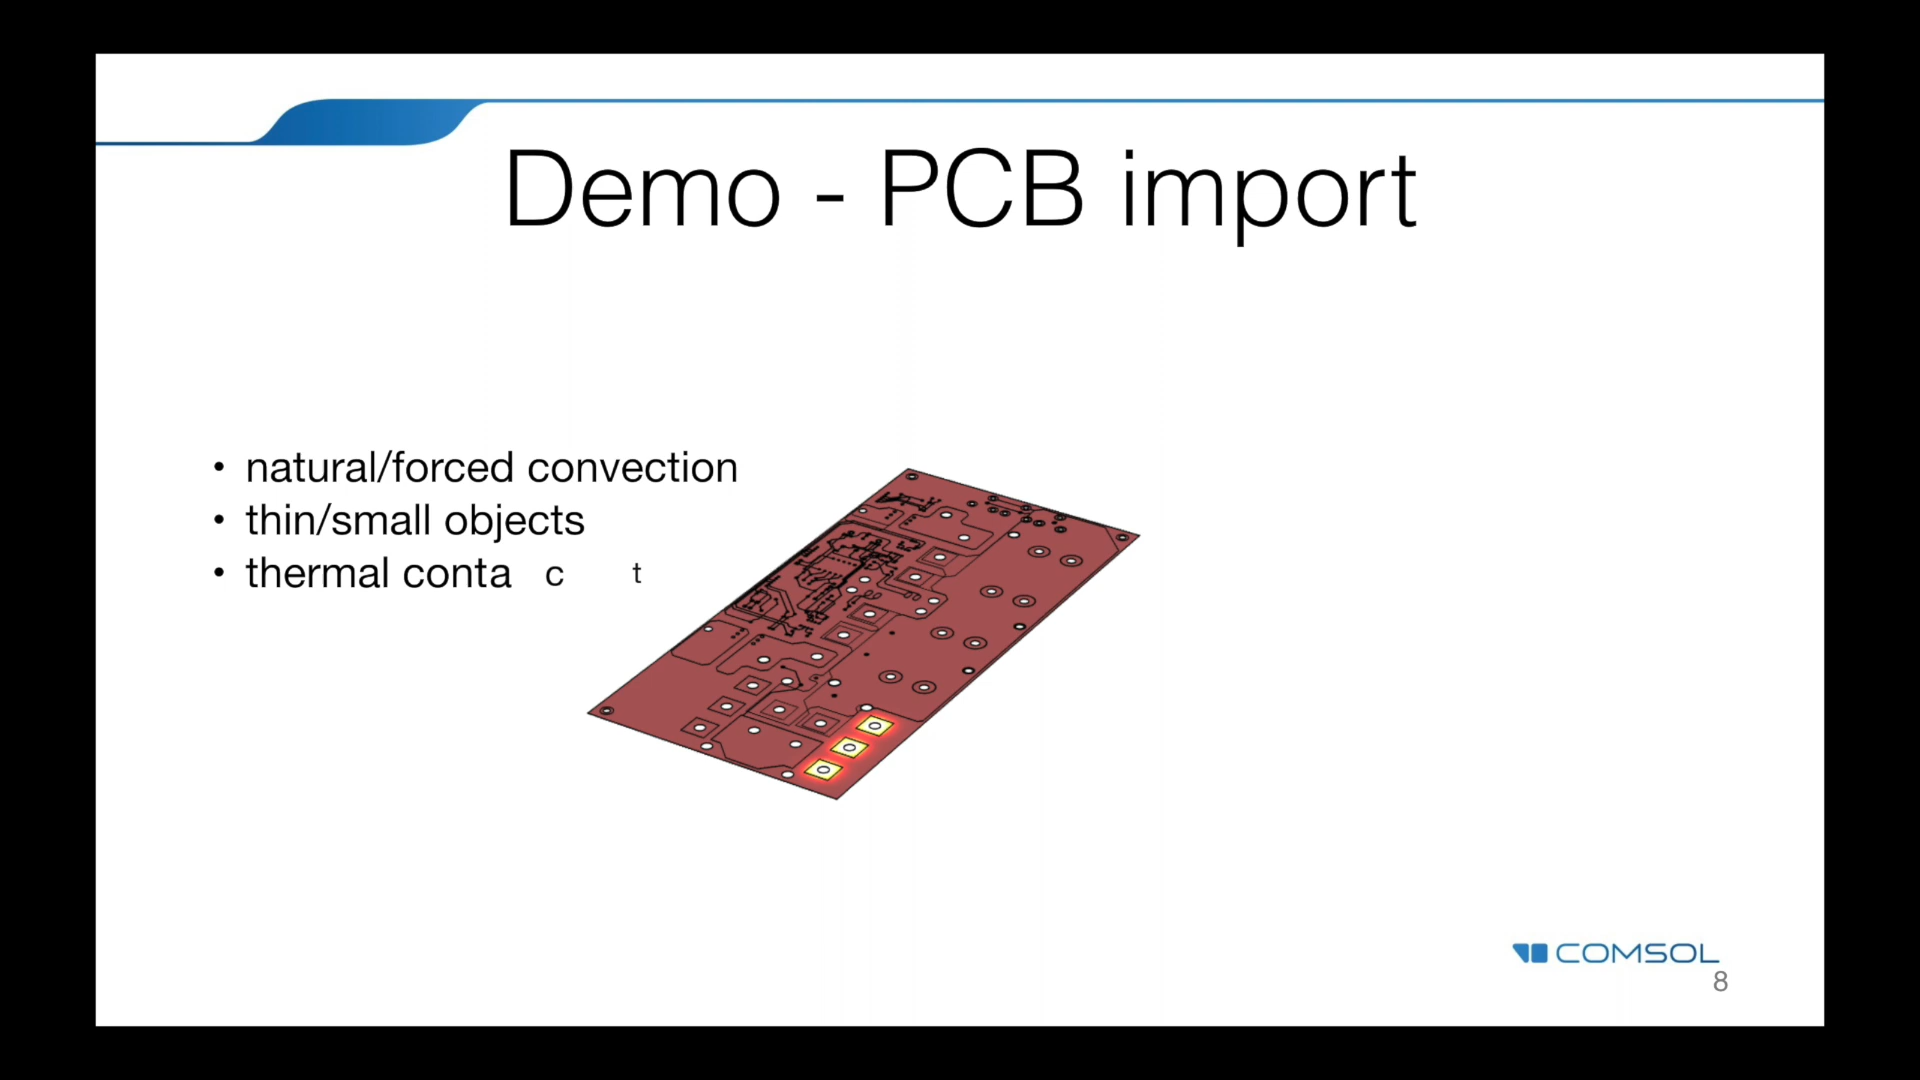 Demo - PCB import
• natural/forced convection
• thin/small objects
• thermal conta c t
COMSOL
8